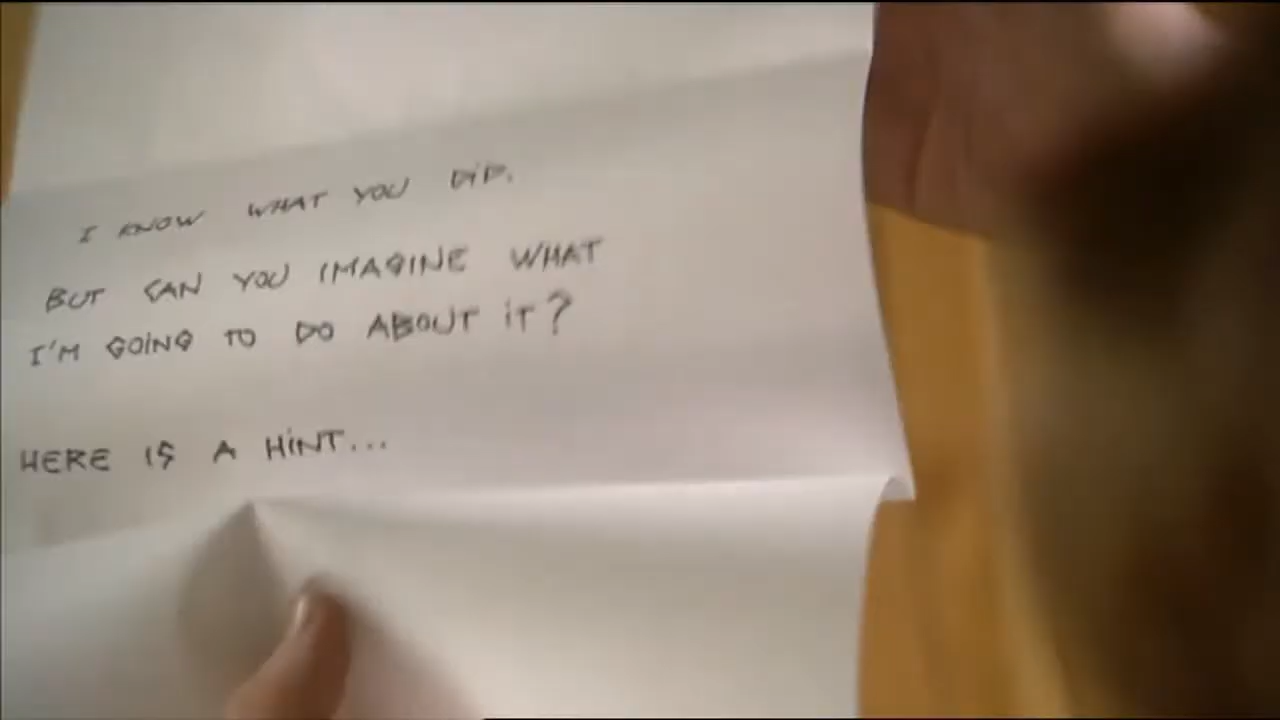 I KNOW WHAT YOU DID.
BUT CAN YOU IMAGINE WHAT
I'M GOING TO DO ABOUT IT?
HERE IS A HINT...